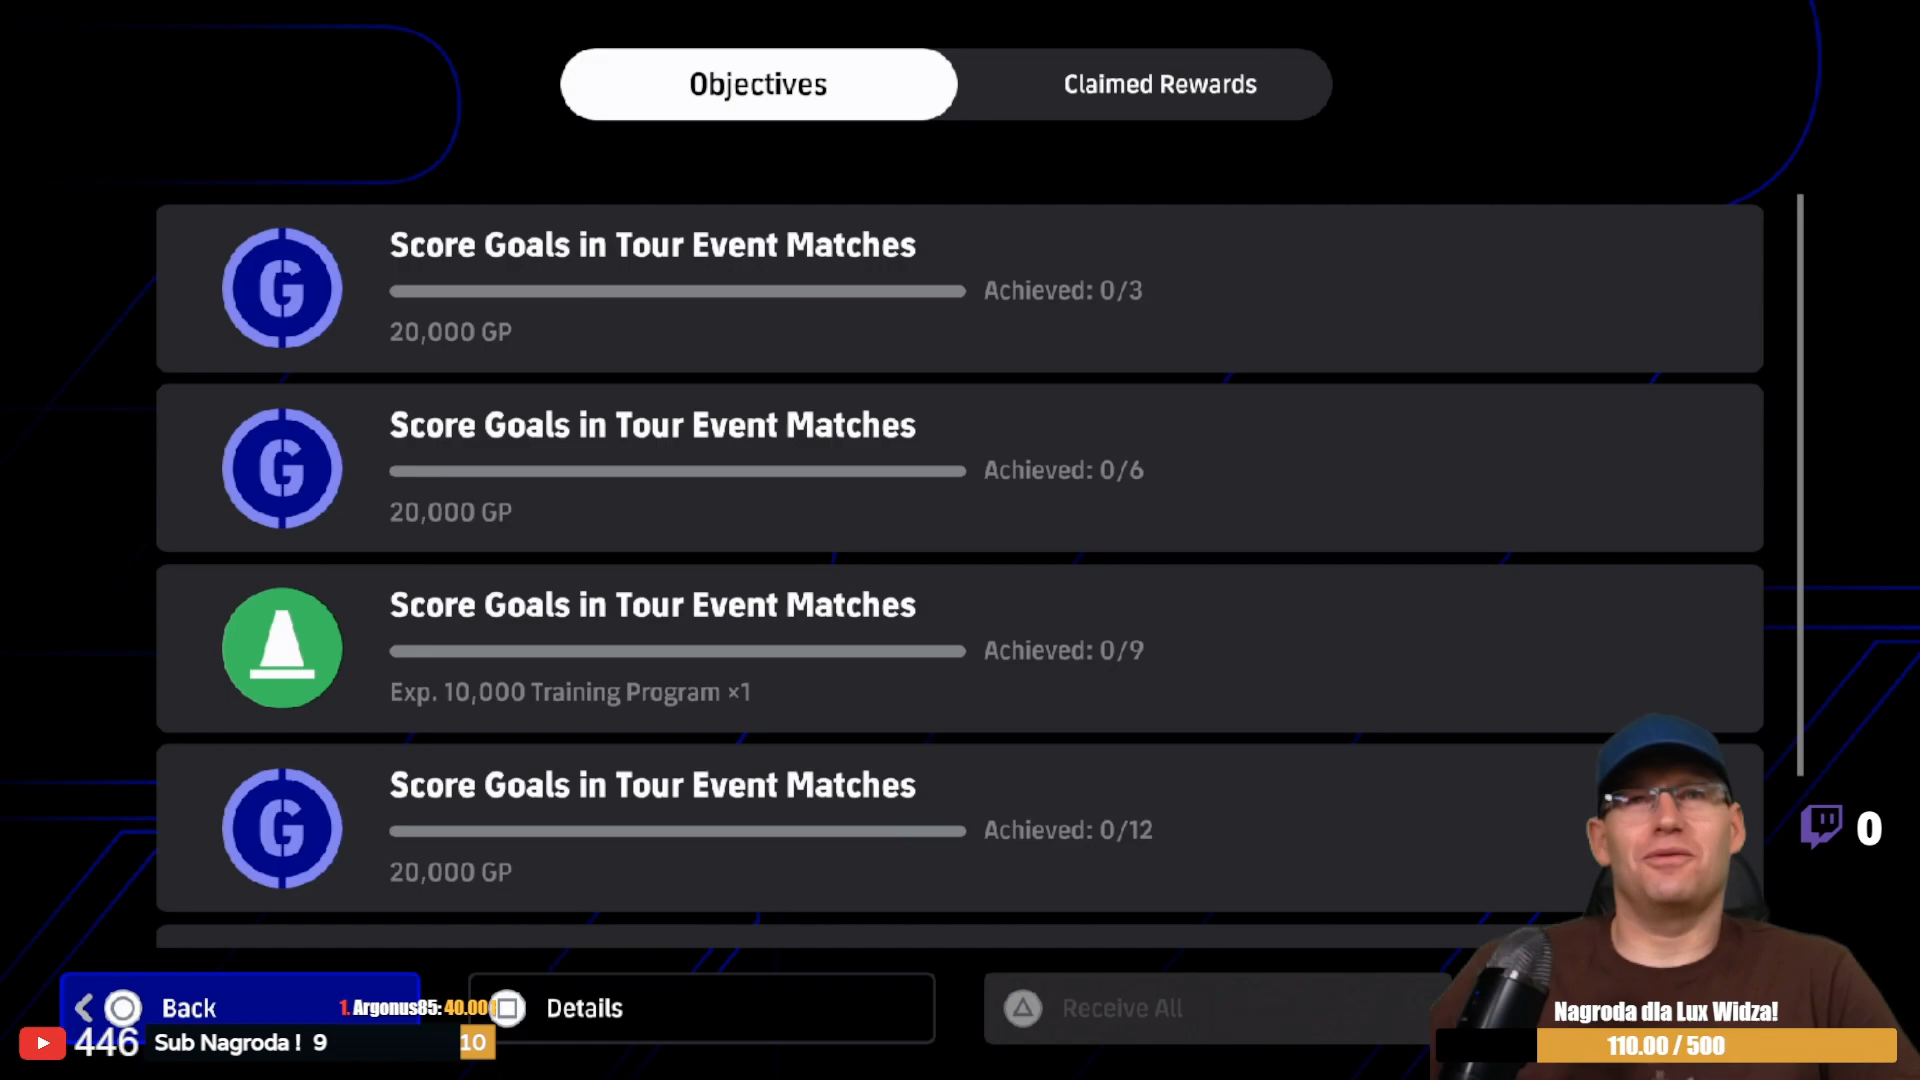 Objectives
Claimed Rewards
Score Goals in Tour Event Matches
Achieved: 0/3
20,000 GP
Score Goals in Tour Event Matches
Achieved: 0/6
20,000 GP
Score Goals in Tour Event Matches
Achieved: 0/9
Exp. 10,000 Training Program ×1
Score Goals in Tour Event Matches
Achieved: 0/12
20,000 GP
0
Back
1. Argonus85: 40.00
Details
Receive All
Nagroda dla Lux Widza!
446
Sub Nagroda ! 9
10
110.00 / 500